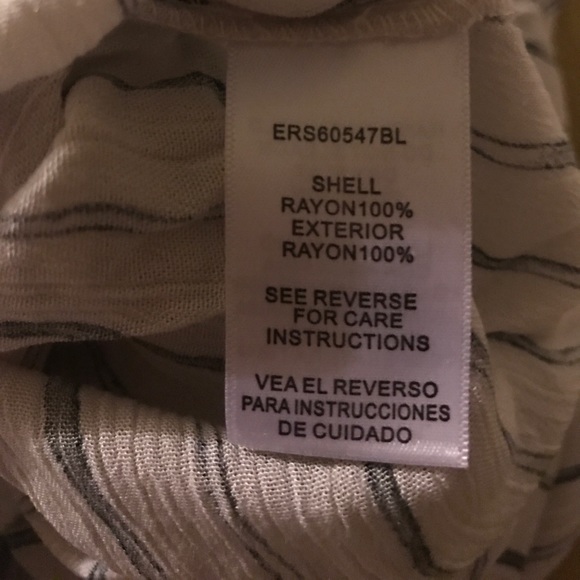 ERS60547BL
SHELL
RAYON100%
EXTERIOR
RAYON100%
SEE REVERSE
FOR CARE
INSTRUCTIONS
VEA EL REVERSO
PARA INSTRUCCIONES
DE CUIDADO